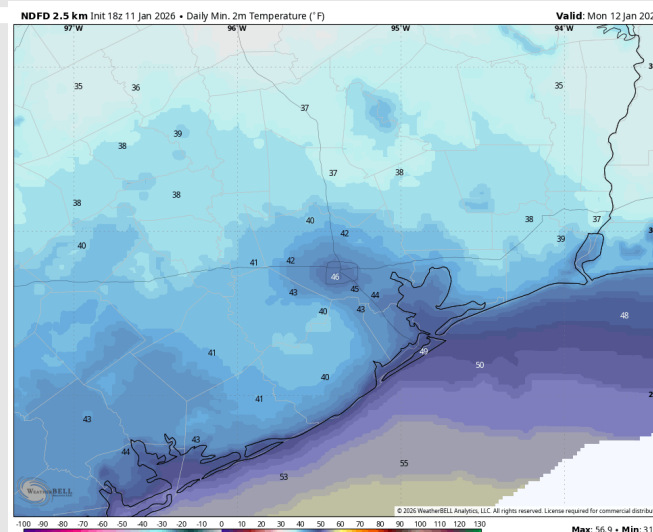 NDFD 2.5 km Init 18z 11 Jan 2026 • Daily Min. 2m Temperature (°F)
Valid: Mon 12 Jan 202
97°W 96°W 95°W 94°W
35 36 35
37
39
38
37 38
38
38
40 38 37
42 39
40
41 42
46
43 45 44
40 43
48
41 49
50
40
41
43
43
44
55
53
WeatherBELL
© 2026 WeatherBELL Analytics, LLC. All rights reserved. License required for commercial distribu
-100 -90 -80 -70 -60 -50 -40 -30 -20 -10 0 10 20 30 40 50 60 70 80 90 100 110 120 130
Max: 56.9 • Min: 31